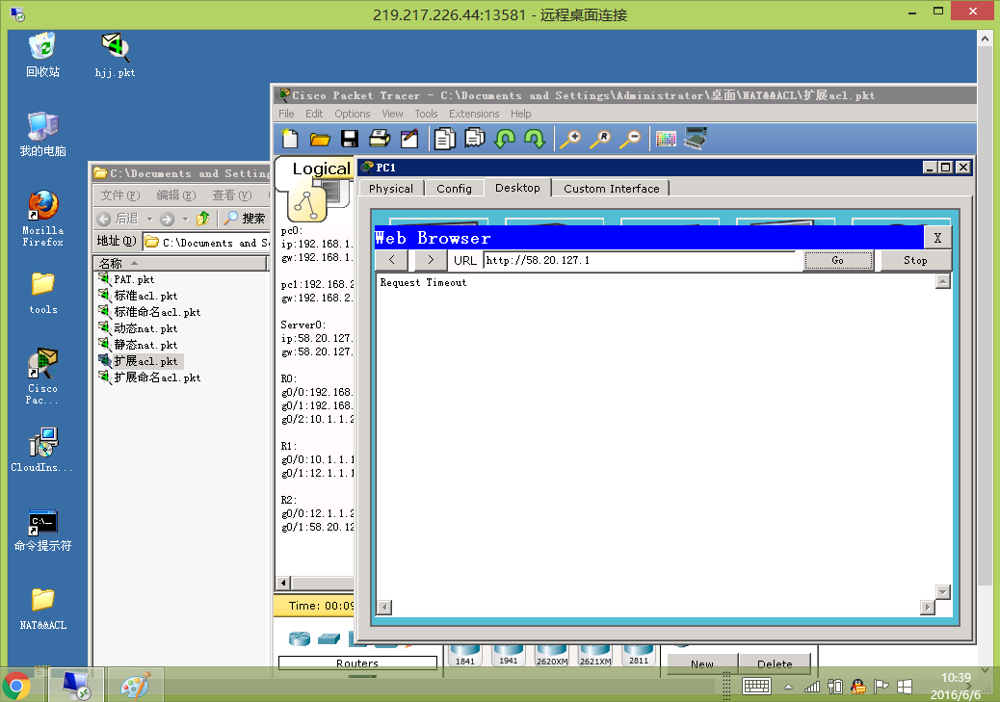 219.217.226.44:13581 - 远程桌面连接
回收站
hjj.pkt
我的电脑
Mozilla
Firefox
tools
Cisco
Pac...
CloudIns...
命令提示符
NAT&&ACL
C:\Documents and Setting
文件(F) 编辑(E) 查看(V)
后退 搜索
地址(D) C:\Documents and S
名称
PAT.pkt
标准acl.pkt
标准命名acl.pkt
动态nat.pkt
静态nat.pkt
扩展acl.pkt
扩展命名acl.pkt
Cisco Packet Tracer - C:\Documents and Settings\Administrator\桌面\NAT&&ACL\扩展acl.pkt
File Edit Options View Tools Extensions Help
Logical
pc0:
ip:192.168.1.
gw:192.168.1.
pc1:192.168.2
gw:192.168.2.
Server0:
ip:58.20.127.
gw:58.20.127.
R0:
g0/0:192.168.
g0/1:192.168.
g0/2:10.1.1.2
R1:
g0/0:10.1.1.1
g0/1:12.1.1.1
R2:
g0/0:12.1.1.2
g0/1:58.20.12
Time: 00:09
Routers
1841 1941 2620XM 2621XM 2811
New Delete
PC1
Physical Config Desktop Custom Interface
Web Browser X
< > URL http://58.20.127.1 Go Stop
Request Timeout
10:39
2016/6/6